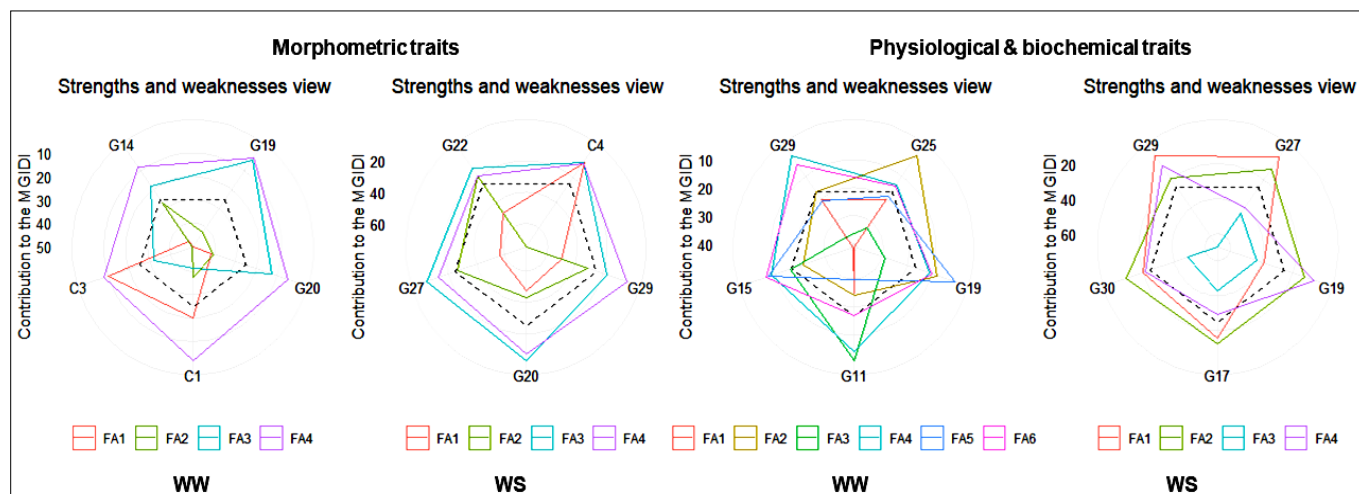 Morphometric traits
Physiological & biochemical traits
Strengths and weaknesses view
Strengths and weaknesses view
Strengths and weaknesses view
Strengths and weaknesses view
Contribution to the MGIDI
10
20
30
40
50
G14
G19
C3
G20
C1
Contribution to the MGIDI
20
40
60
G22
C4
G27
G29
G20
Contribution to the MGIDI
10
20
30
40
G29
G25
G15
G19
G11
Contribution to the MGIDI
20
40
60
G29
G27
G30
G19
G17
FA1 FA2 FA3 FA4
FA1 FA2 FA3 FA4
FA1 FA2 FA3 FA4 FA5 FA6
FA1 FA2 FA3 FA4
WW
WS
WW
WS